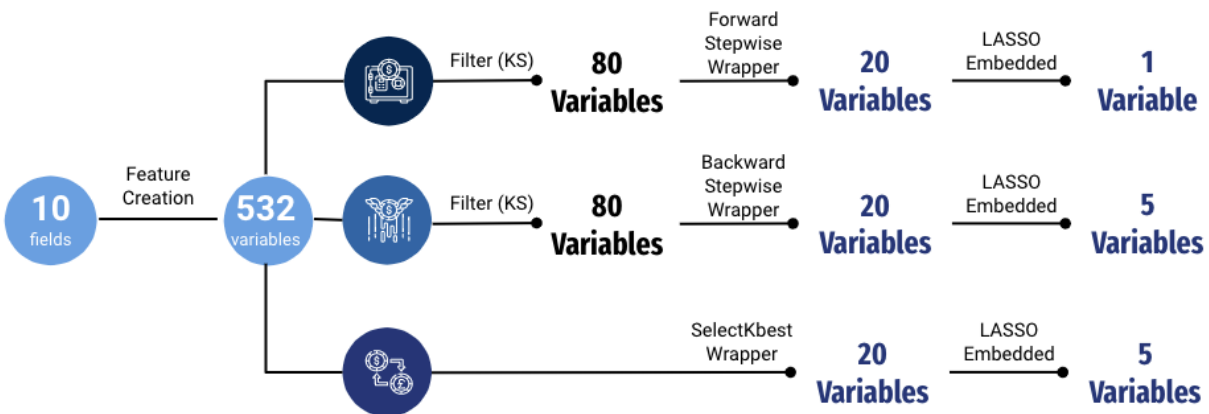 10
fields
Feature
Creation
532
variables
Filter (KS)
80
Variables
Forward
Stepwise
Wrapper
20
Variables
LASSO
Embedded
1
Variable
Filter (KS)
80
Variables
Backward
Stepwise
Wrapper
20
Variables
LASSO
Embedded
5
Variables
SelectKbest
Wrapper
20
Variables
LASSO
Embedded
5
Variables